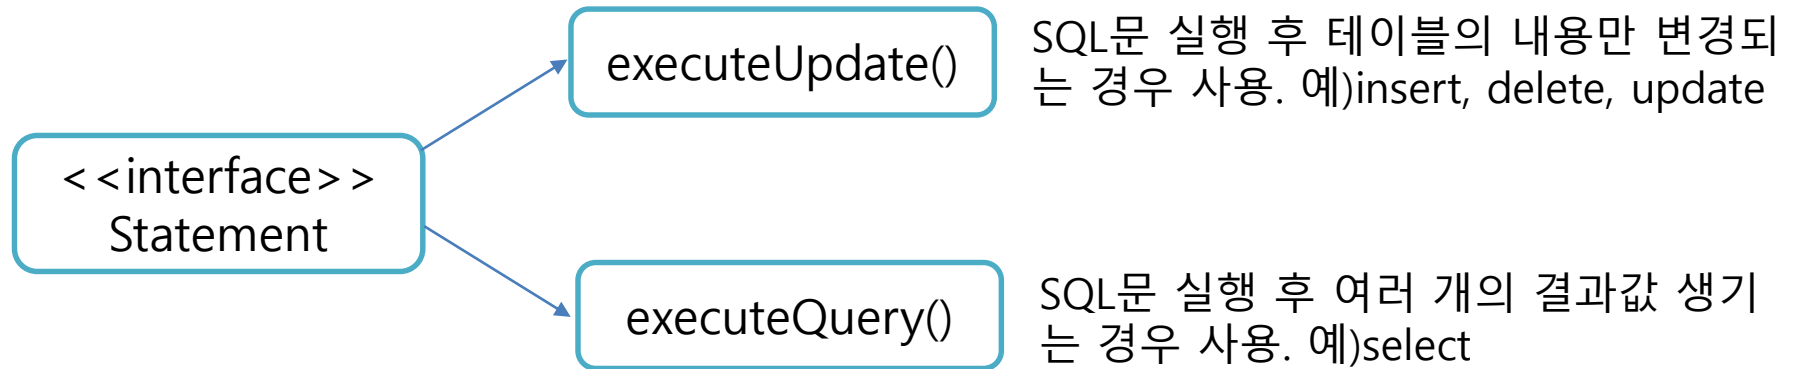 executeUpdate()
SQL문 실행 후 테이블의 내용만 변경되
는 경우 사용. 예)insert, delete, update
<<interface>>
Statement
executeQuery()
SQL문 실행 후 여러 개의 결과값 생기
는 경우 사용. 예)select